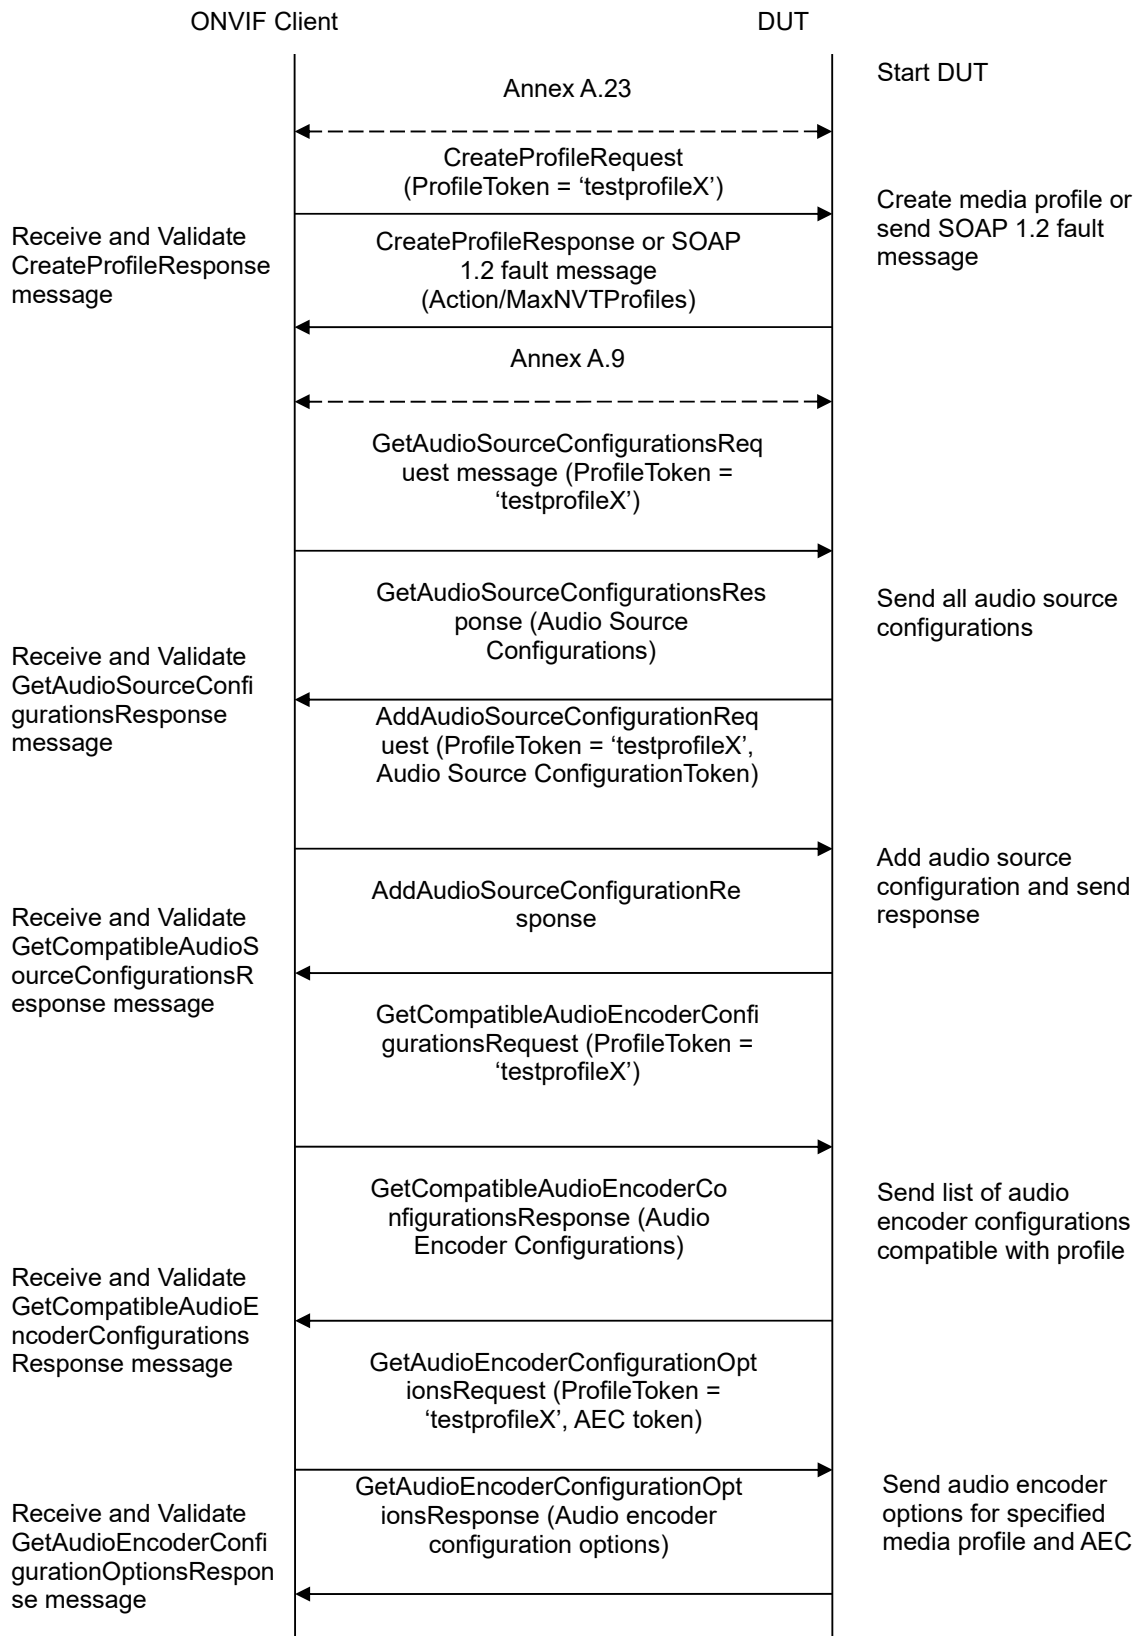 ONVIF Client
DUT
Start DUT
Annex A.23
CreateProfileRequest
(ProfileToken = ‘testprofileX’)
Create media profile or
send SOAP 1.2 fault
message
Receive and Validate
CreateProfileResponse
message
CreateProfileResponse or SOAP
1.2 fault message
(Action/MaxNVTProfiles)
Annex A.9
GetAudioSourceConfigurationsReq
uest message (ProfileToken =
‘testprofileX’)
GetAudioSourceConfigurationsRes
ponse (Audio Source
Configurations)
Send all audio source
configurations
Receive and Validate
GetAudioSourceConfi
gurationsResponse
message
AddAudioSourceConfigurationReq
uest (ProfileToken = ‘testprofileX’,
Audio Source ConfigurationToken)
Add audio source
configuration and send
response
AddAudioSourceConfigurationRe
sponse
Receive and Validate
GetCompatibleAudioS
ourceConfigurationsR
esponse message
GetCompatibleAudioEncoderConfi
gurationsRequest (ProfileToken =
‘testprofileX’)
GetCompatibleAudioEncoderCo
nfigurationsResponse (Audio
Encoder Configurations)
Send list of audio
encoder configurations
compatible with profile
Receive and Validate
GetCompatibleAudioE
ncoderConfigurations
Response message
GetAudioEncoderConfigurationOpt
ionsRequest (ProfileToken =
‘testprofileX’, AEC token)
GetAudioEncoderConfigurationOpt
ionsResponse (Audio encoder
configuration options)
Send audio encoder
options for specified
media profile and AEC
Receive and Validate
GetAudioEncoderConfi
gurationOptionsRespon
se message